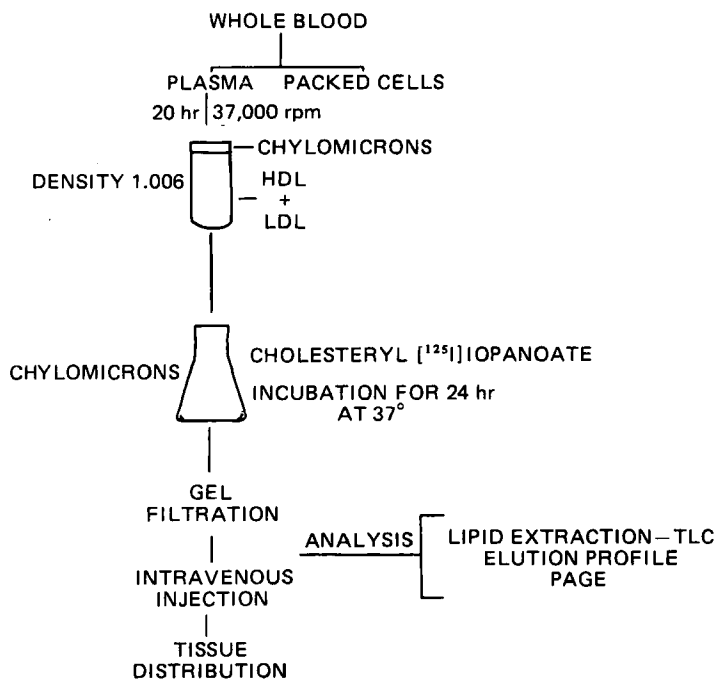 WHOLE BLOOD
PLASMA PACKED CELLS
20 hr 37,000 rpm
CHYLOMICRONS
DENSITY 1.006
HDL
+
LDL
CHYLOMICRONS
CHOLESTERYL [¹²⁵I]IOPANOATE
INCUBATION FOR 24 hr
AT 37°
GEL
FILTRATION
ANALYSIS
LIPID EXTRACTION–TLC
ELUTION PROFILE
PAGE
INTRAVENOUS
INJECTION
TISSUE
DISTRIBUTION